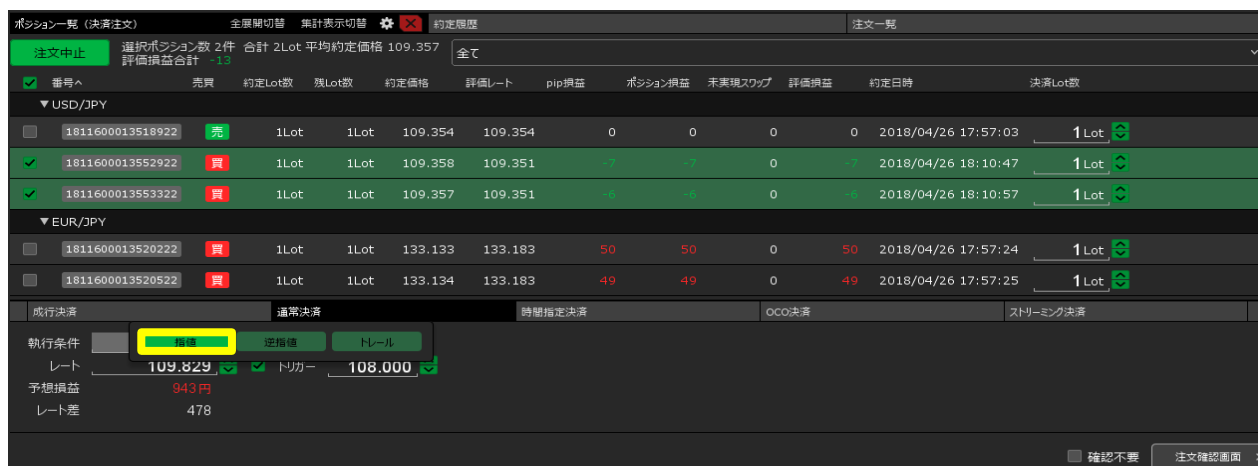 ポジション一覧（決済注文） 全展開切替 集計表示切替 約定履歴 注文一覧
注文中止 選択ポジション数 2件 合計 2Lot 平均約定価格 109.357 全て
評価損益合計 -13
番号へ 売買 約定Lot数 残Lot数 約定価格 評価レート pip損益 ポジション損益 未実現スワップ 評価損益 約定日時 決済Lot数
▼USD/JPY
1811600013518922 売 1Lot 1Lot 109.354 109.354 0 0 0 0 2018/04/26 17:57:03 1 Lot
1811600013552922 買 1Lot 1Lot 109.358 109.351 -7 -7 0 -7 2018/04/26 18:10:47 1 Lot
1811600013553322 買 1Lot 1Lot 109.357 109.351 -6 -6 0 -6 2018/04/26 18:10:57 1 Lot
▼EUR/JPY
1811600013520222 買 1Lot 1Lot 133.133 133.183 50 50 0 50 2018/04/26 17:57:24 1 Lot
1811600013520522 買 1Lot 1Lot 133.134 133.183 49 49 0 49 2018/04/26 17:57:25 1 Lot
成行決済 通常決済 時間指定決済 OCO決済 ストリーミング決済
執行条件 指値 逆指値 トレール
レート 109.829 トリガー 108.000
予想損益 943円
レート差 478
確認不要 注文確認画面